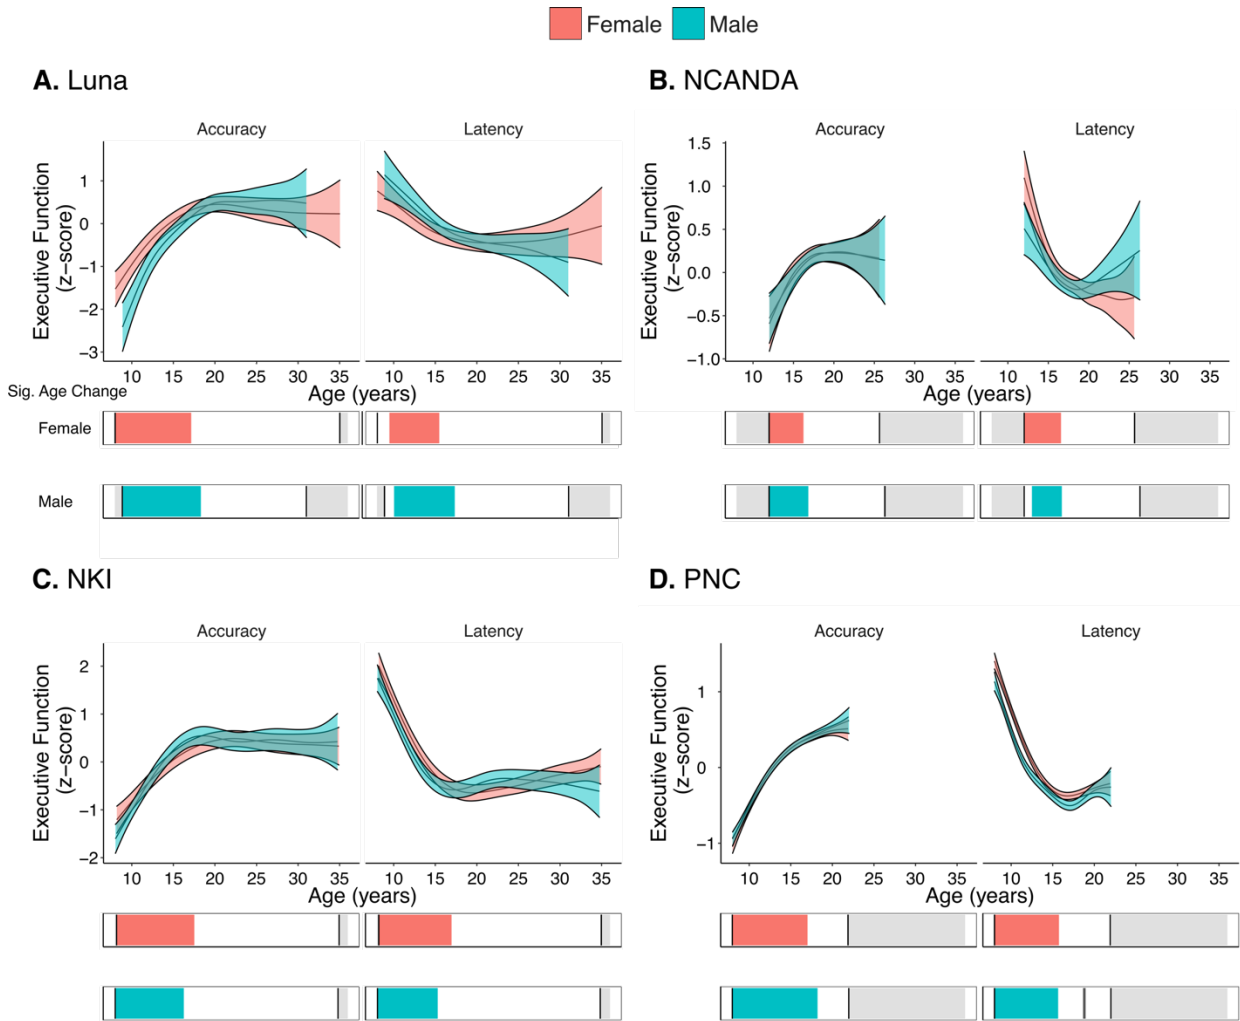 Female Male
A. Luna
Accuracy Latency
Executive Function
(z−score)
1
0
−1
−2
−3
10 15 20 25 30 35 10 15 20 25 30 35
Age (years)
Sig. Age Change
Female
Male
B. NCANDA
Accuracy Latency
Executive Function
(z−score)
1.5
1.0
0.5
0.0
−0.5
−1.0
10 15 20 25 30 35 10 15 20 25 30 35
Age (years)
C. NKI
Accuracy Latency
Executive Function
(z−score)
2
1
0
−1
−2
10 15 20 25 30 35 10 15 20 25 30 35
Age (years)
D. PNC
Accuracy Latency
Executive Function
(z−score)
1
0
−1
10 15 20 25 30 35 10 15 20 25 30 35
Age (years)